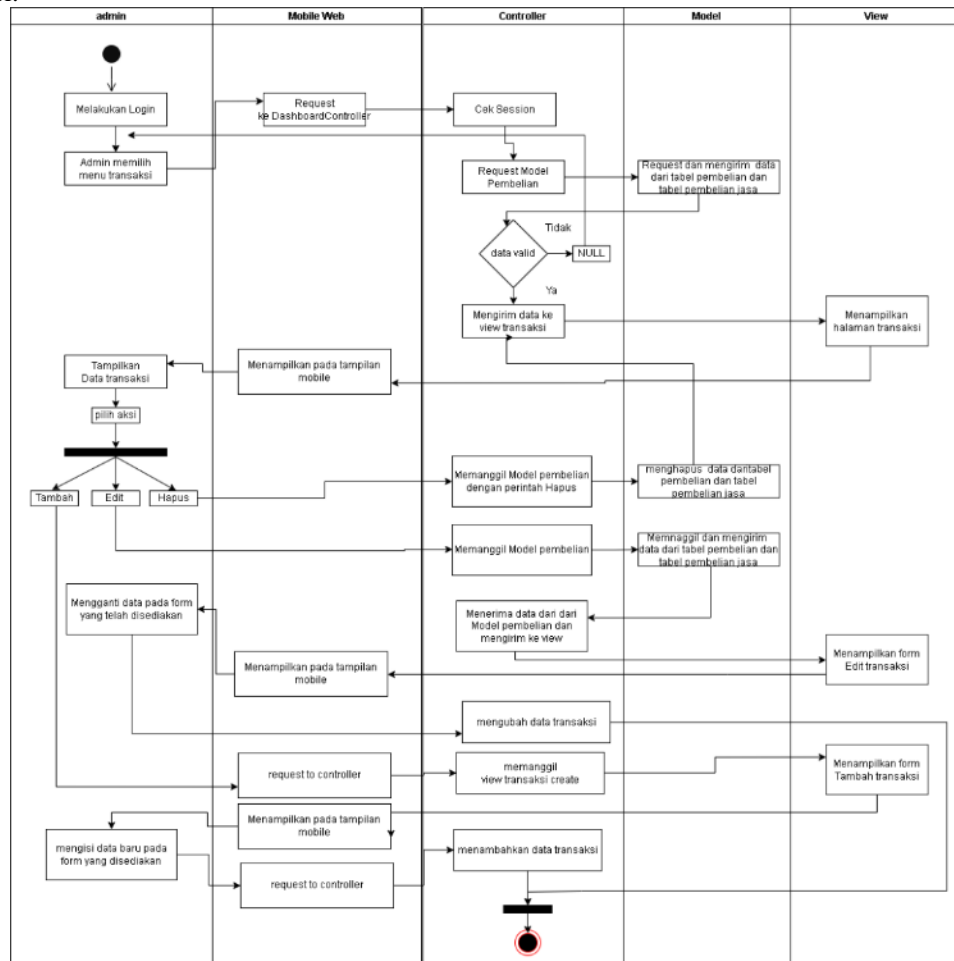 admin
Mobile Web
Controller
Model
View
Melakukan Login
Request
ke DashboardController
Cek Session
Admin memilih
menu transaksi
Request Model
Pembelian
Request dan mengirim data
dari tabel pembelian dan
tabel pembelian jasa
Tidak
data valid
NULL
Ya
Mengirim data ke
view transaksi
Menampilkan
halaman transaksi
Tampilkan
Data transaksi
Menampilkan pada tampilan
mobile
pilih aksi
Tambah
Edit
Hapus
Memanggil Model pembelian
dengan perintah Hapus
menghapus data daritabel
pembelian dan tabel
pembelian jasa
Memanggil Model pembelian
Memnaggil dan mengirim
data dari tabel pembelian dan
tabel pembelian jasa
Mengganti data pada form
yang telah disediakan
Menerima data dari dari
Model pembelian dan
mengirim ke view
Menampilkan pada tampilan
mobile
Menampilkan form
Edit transaksi
mengubah data transaksi
request to controller
memanggil
view transaksi create
Menampilkan form
Tambah transaksi
Menampilkan pada tampilan
mobile
mengisi data baru pada
form yang disediakan
menambahkan data transaksi
request to controller